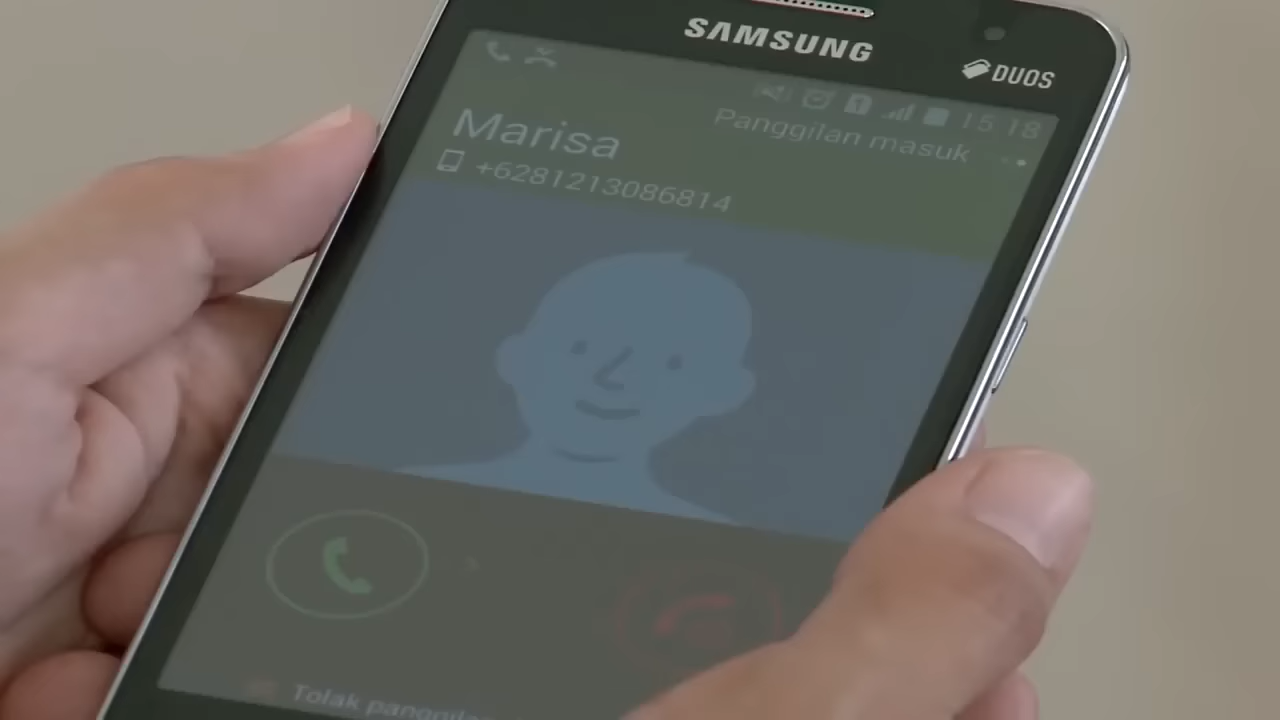 SAMSUNG
DUOS
15 18
Marisa
Panggilan masuk
+6281213086814
Tolak panggilan